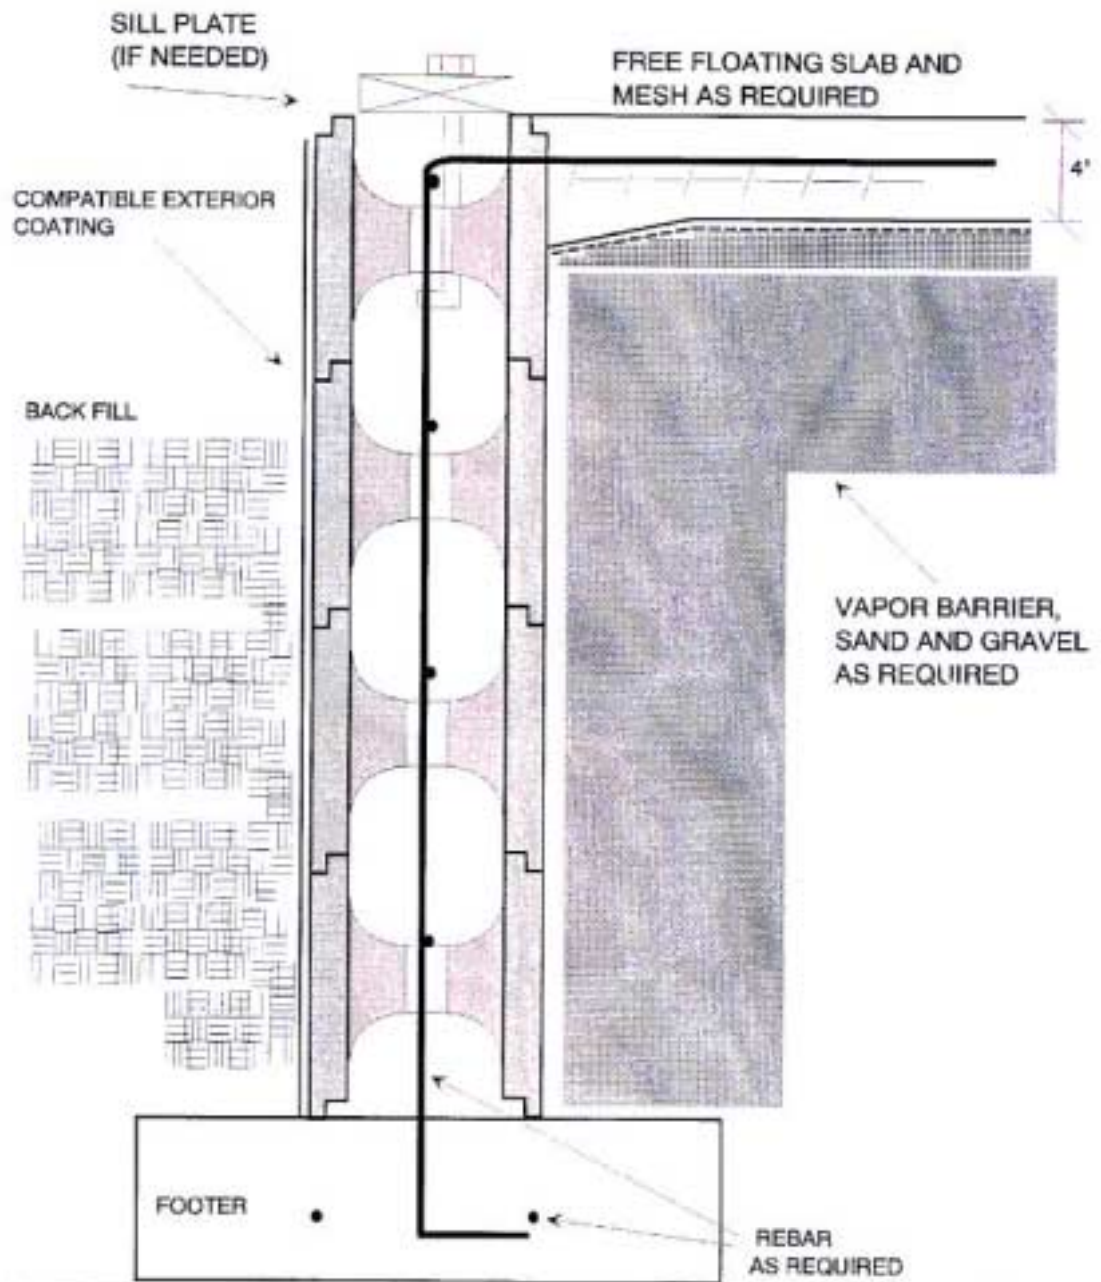 SILL PLATE
(IF NEEDED)
FREE FLOATING SLAB AND
MESH AS REQUIRED
4"
COMPATIBLE EXTERIOR
COATING
BACK FILL
VAPOR BARRIER,
SAND AND GRAVEL
AS REQUIRED
FOOTER
REBAR
AS REQUIRED